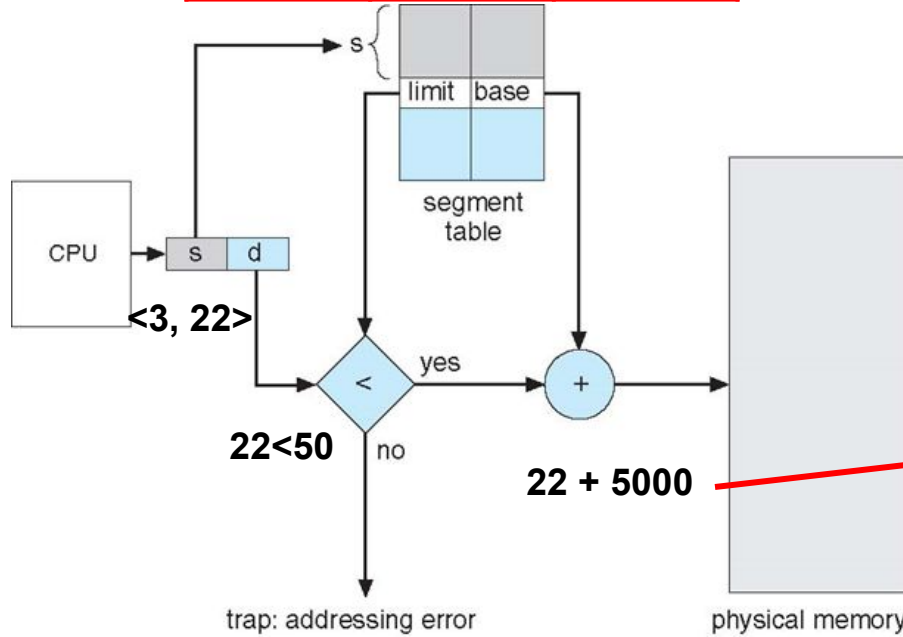 s
limit base
segment
table
CPU
s d
<3, 22>
<
yes
+
22<50
no
22 + 5000
trap: addressing error
physical memory